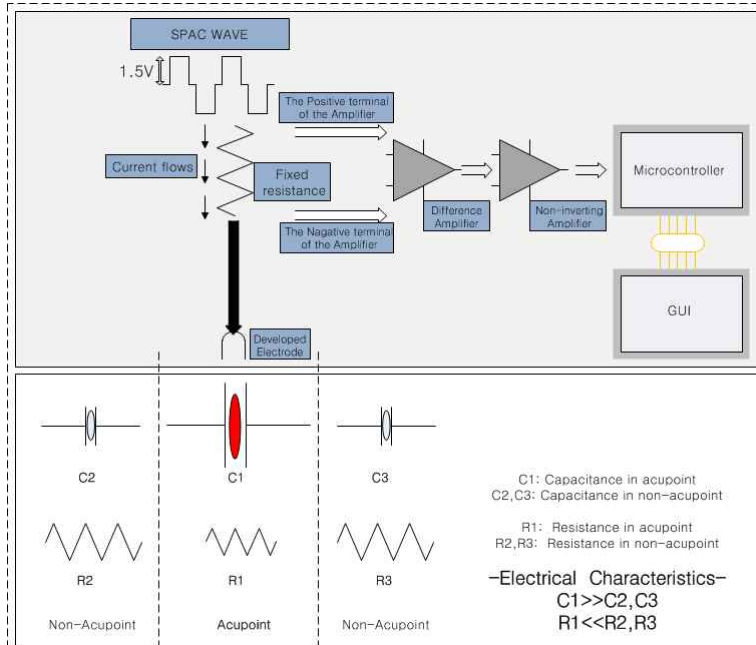 SPAC WAVE
1.5V
The Positive terminal
of the Amplifier
Current flows
Fixed
resistance
Microcontroller
Difference
Amplifier
Non-inverting
Amplifier
The Nagative terminal
of the Amplifier
GUI
Developed
Electrode
C2
C1
C3
C1: Capacitance in acupoint
C2,C3: Capacitance in non-acupoint
R1: Resistance in acupoint
R2,R3: Resistance in non-acupoint
R2
R1
R3
-Electrical Characteristics-
C1>>C2,C3
R1<<R2,R3
Non-Acupoint
Acupoint
Non-Acupoint